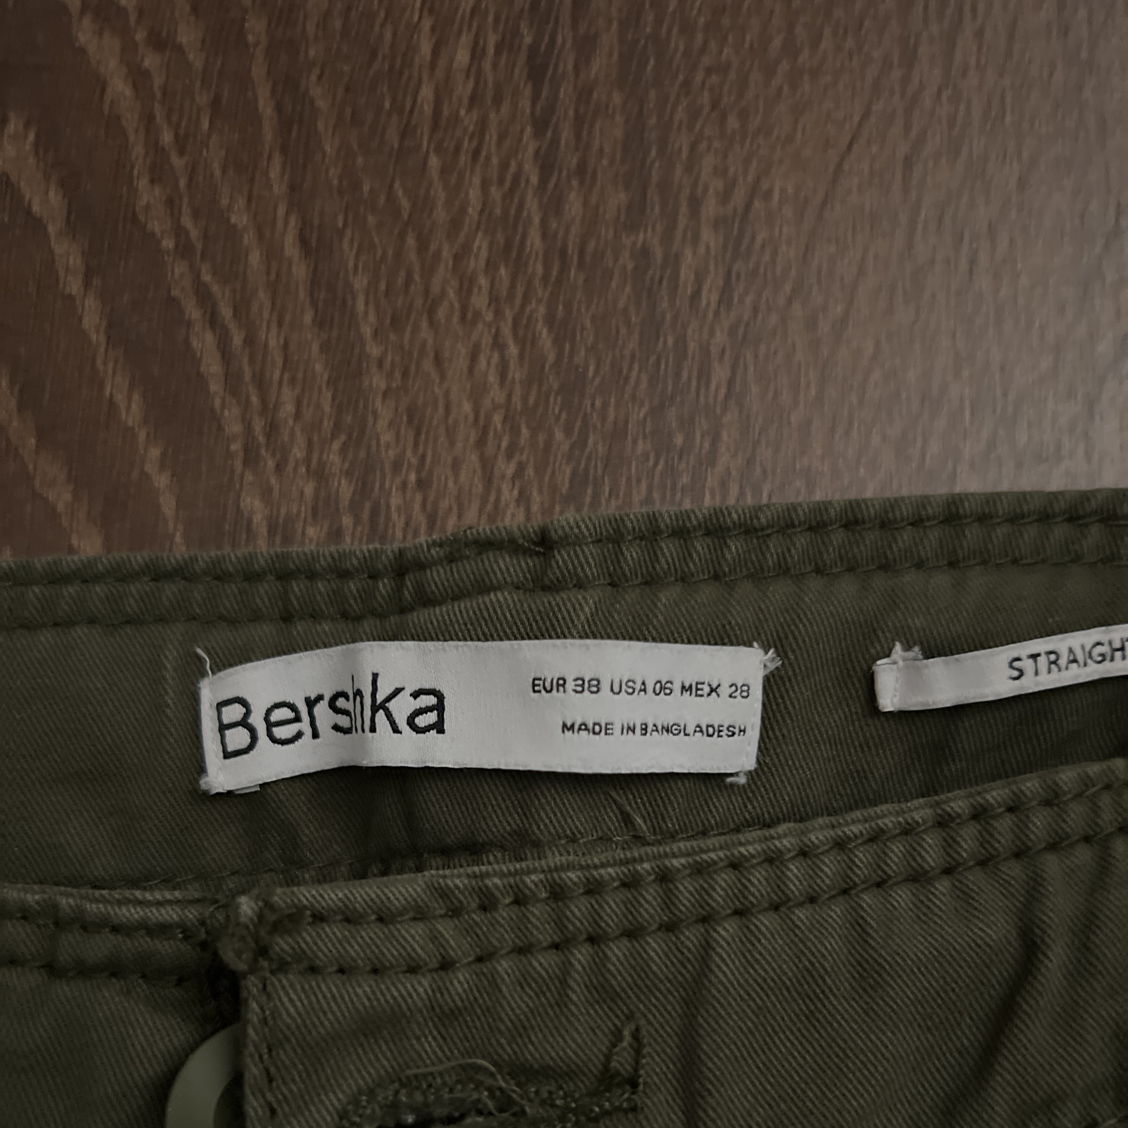 Bershka
EUR 38 USA 06 MEX 28
MADE IN BANGLADESH
STRAIGHT